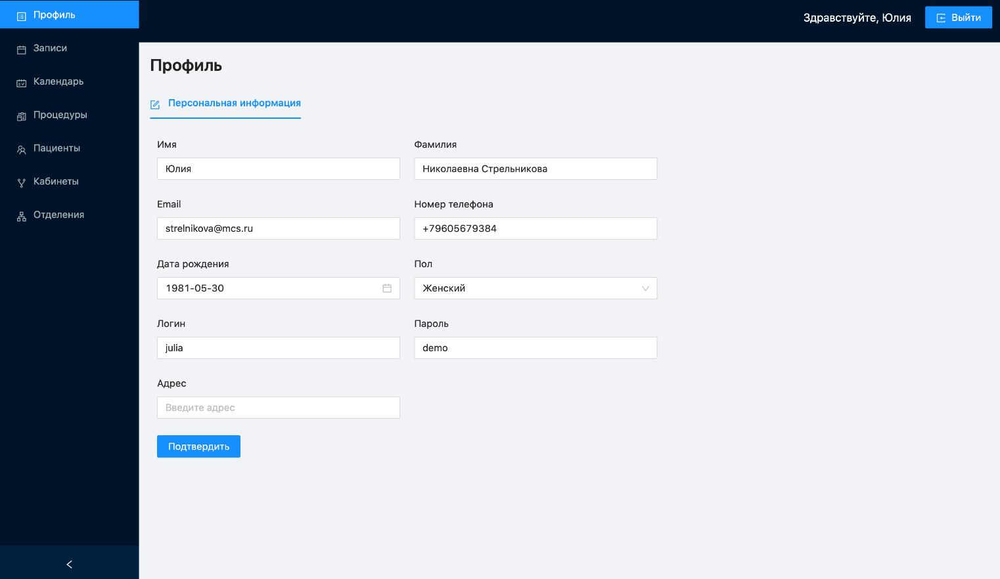 Профиль
Записи
Календарь
Процедуры
Пациенты
Кабинеты
Отделения
Здравствуйте, Юлия
Выйти
Профиль
Персональная информация
Имя
Фамилия
Юлия
Николаевна Стрельникова
Email
Номер телефона
strelnikova@mcs.ru
+79605679384
Дата рождения
Пол
1981-05-30
Женский
Логин
Пароль
julia
demo
Адрес
Введите адрес
Подтвердить